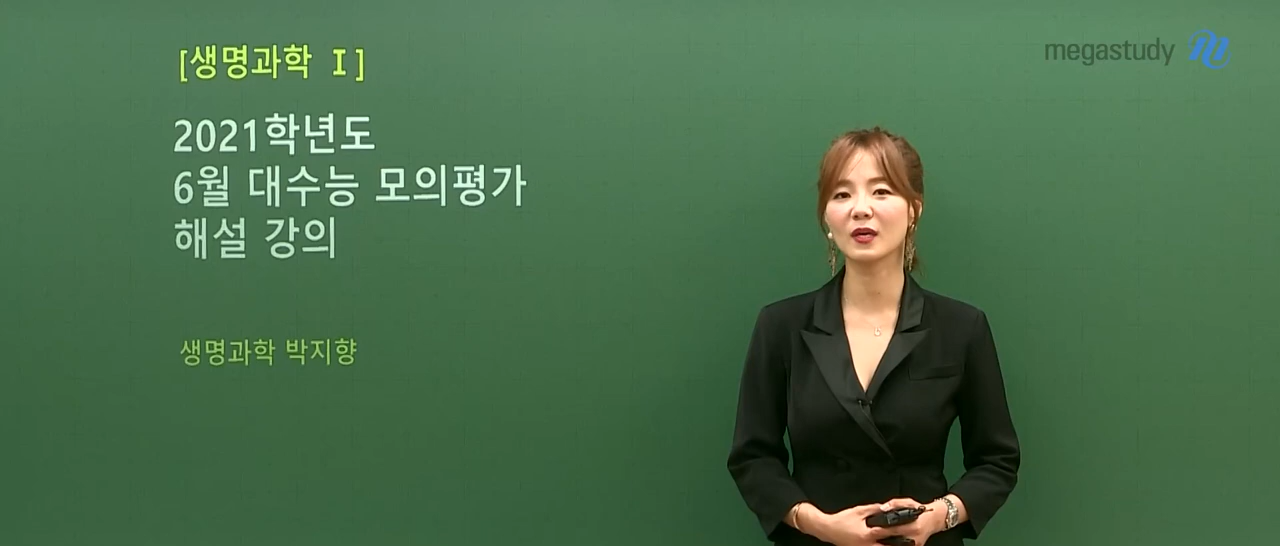 [생명과학 Ⅰ]
megastudy
2021학년도
6월 대수능 모의평가
해설 강의
생명과학 박지향